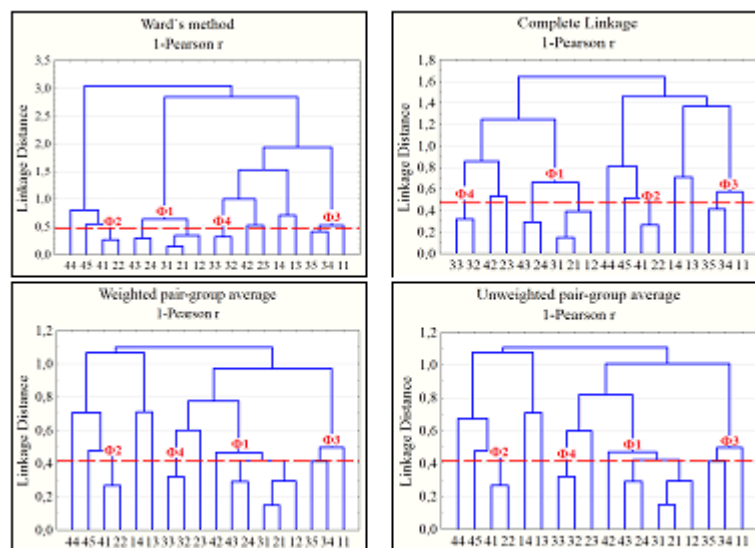 Ward´s method
1-Pearson r
Linkage Distance
3,5
3,0
2,5
2,0
1,5
1,0
0,5
0,0
Φ2 Φ1 Φ4 Φ3
44 45 41 22 43 24 31 21 12 33 32 42 23 14 13 35 34 11
Complete Linkage
1-Pearson r
Linkage Distance
1,8
1,6
1,4
1,2
1,0
0,8
0,6
0,4
0,2
0,0
Φ4 Φ1 Φ2 Φ3
33 32 42 23 43 24 31 21 12 44 45 41 22 14 13 35 34 11
Weighted pair-group average
1-Pearson r
Linkage Distance
1,2
1,0
0,8
0,6
0,4
0,2
0,0
Φ2 Φ4 Φ1 Φ3
44 45 41 22 14 13 33 32 23 42 43 24 31 21 12 35 34 11
Unweighted pair-group average
1-Pearson r
Linkage Distance
1,2
1,0
0,8
0,6
0,4
0,2
0,0
Φ2 Φ4 Φ1 Φ3
44 45 41 22 14 13 33 32 23 42 43 24 31 21 12 35 34 11